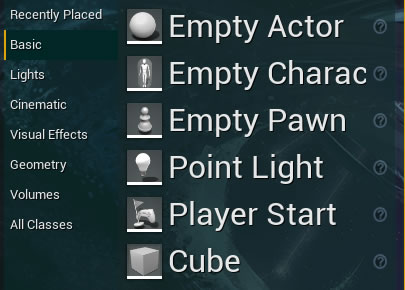 Recently Placed
Basic
Lights
Cinematic
Visual Effects
Geometry
Volumes
All Classes
Empty Actor
Empty Charac
Empty Pawn
Point Light
Player Start
Cube